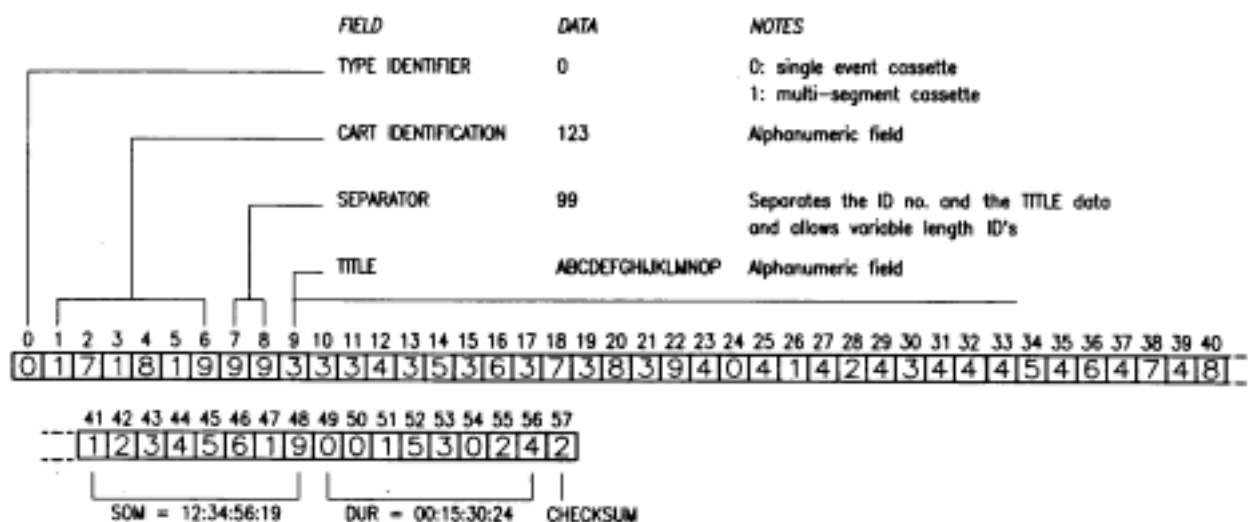 FIELD DATA NOTES
TYPE IDENTIFIER 0 0: single event cassette
1: multi-segment cassette
CART IDENTIFICATION 123 Alphanumeric field
SEPARATOR 99 Separates the ID no. and the TITLE data
and allows variable length ID's
TITLE ABCDEFGHIJKLMNOP Alphanumeric field
0 1 2 3 4 5 6 7 8 9 10 11 12 13 14 15 16 17 18 19 20 21 22 23 24 25 26 27 28 29 30 31 32 33 34 35 36 37 38 39 40
0 1 7 1 8 1 9 9 9 3 3 3 4 3 5 3 6 3 7 3 8 3 9 4 0 4 1 4 2 4 3 4 4 4 5 4 6 4 7 4 8
41 42 43 44 45 46 47 48 49 50 51 52 53 54 55 56 57
1 2 3 4 5 6 1 9 0 0 1 5 3 0 2 4 2
SOM = 12:34:56:19 DUR = 00:15:30:24 CHECKSUM